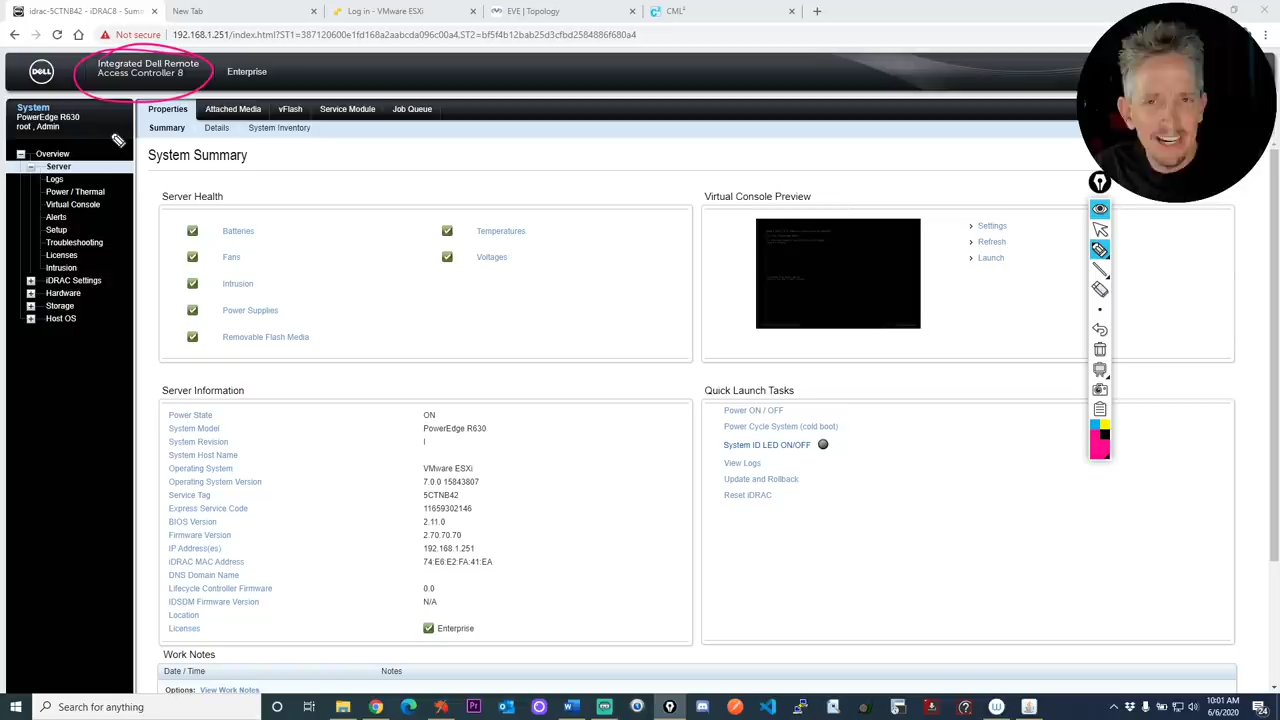 idrac-5CTNB42 - iDRAC8 - Sum
New Tab
Log in - VMware ESXi
EVE | Topology
CML²
Not secure
192.168.1.251/index.html?ST1=387120600e1fd168a2aabcda096c0084,ST2=bf5f4b12bab25d3cfbd2584886f680a4
DELL
Integrated Dell Remote
Access Controller 8
Enterprise
System
PowerEdge R630
root , Admin
Overview
Server
Logs
Power / Thermal
Virtual Console
Alerts
Setup
Troubleshooting
Licenses
Intrusion
iDRAC Settings
Hardware
Storage
Host OS
Properties
Attached Media
vFlash
Service Module
Job Queue
Summary
Details
System Inventory
System Summary
Server Health
Batteries
Temperatures
Fans
Voltages
Intrusion
Power Supplies
Removable Flash Media
Virtual Console Preview
Settings
Refresh
Launch
Server Information
Power State ON
System Model PowerEdge R630
System Revision I
System Host Name
Operating System VMware ESXi
Operating System Version 7.0.0 15843807
Service Tag 5CTNB42
Express Service Code 11659302146
BIOS Version 2.11.0
Firmware Version 2.70.70.70
IP Address(es) 192.168.1.251
iDRAC MAC Address 74:E6:E2:FA:41:EA
DNS Domain Name
Lifecycle Controller Firmware 0.0
IDSDM Firmware Version N/A
Location
Licenses Enterprise
Quick Launch Tasks
Power ON / OFF
Power Cycle System (cold boot)
System ID LED ON/OFF
View Logs
Update and Rollback
Reset iDRAC
Work Notes
Date / Time Notes
Options: View Work Notes
Search for anything
10:01 AM
6/6/2020
24